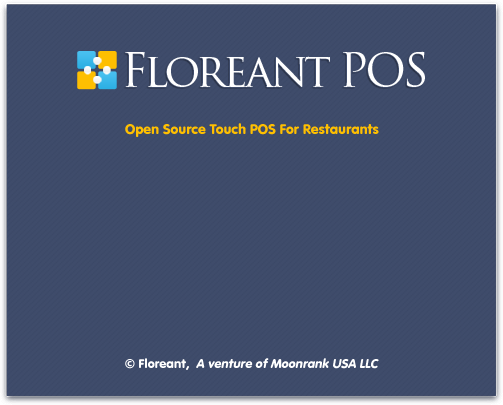 FLOREANT POS
Open Source Touch POS For Restaurants
© Floreant, A venture of Moonrank USA LLC